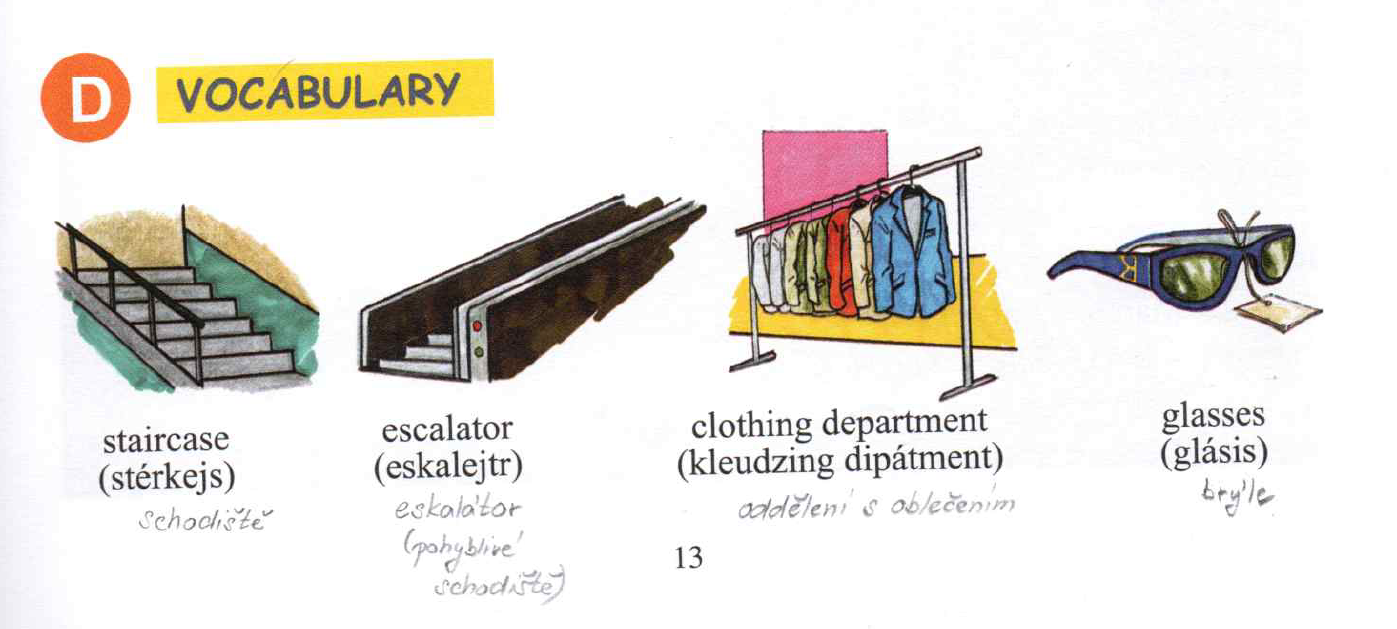 D VOCABULARY
staircase
(stérkejs)
schodiště
escalator
(eskalejtr)
eskalátor
(pohyblivé
schodiště)
clothing department
(kleudzing dipátment)
oddělení s oblečením
glasses
(glásis)
brýle
13